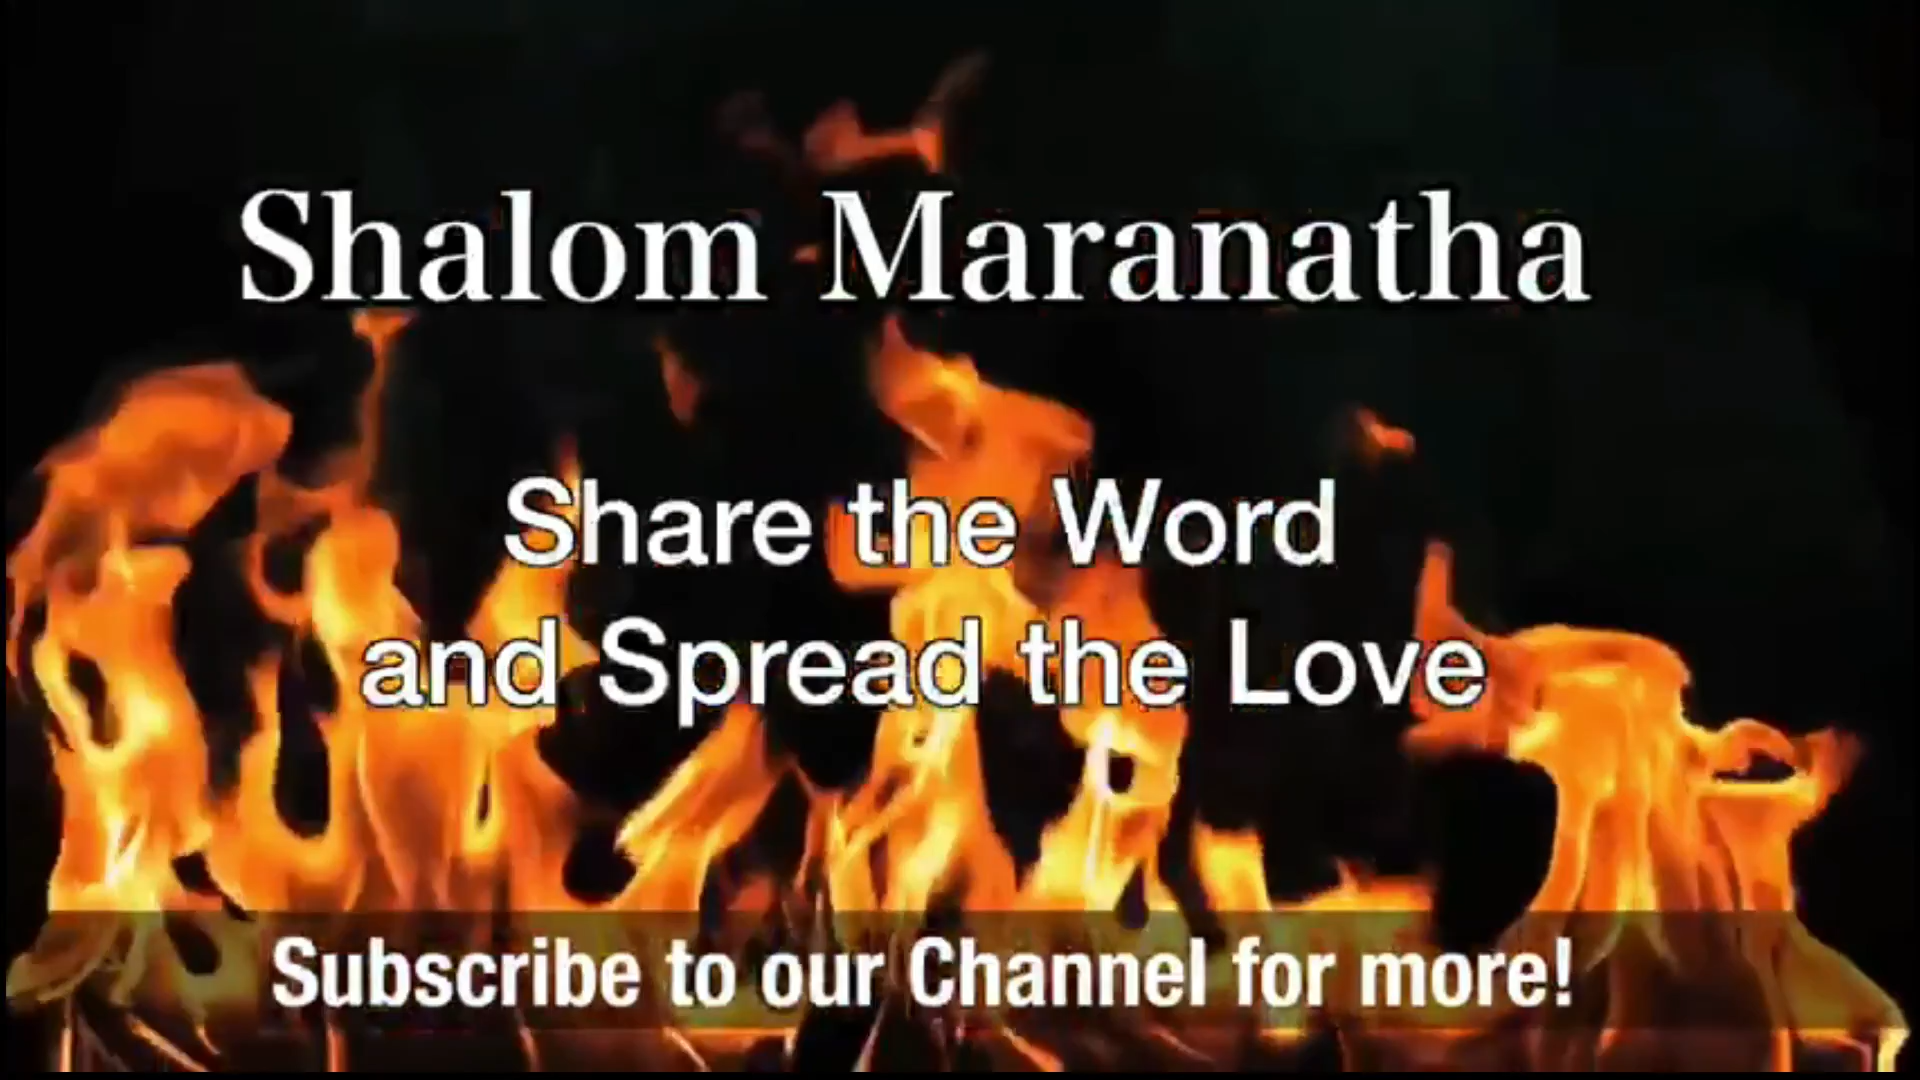 Shalom Maranatha
Share the Word
and Spread the Love
Subscribe to our Channel for more!